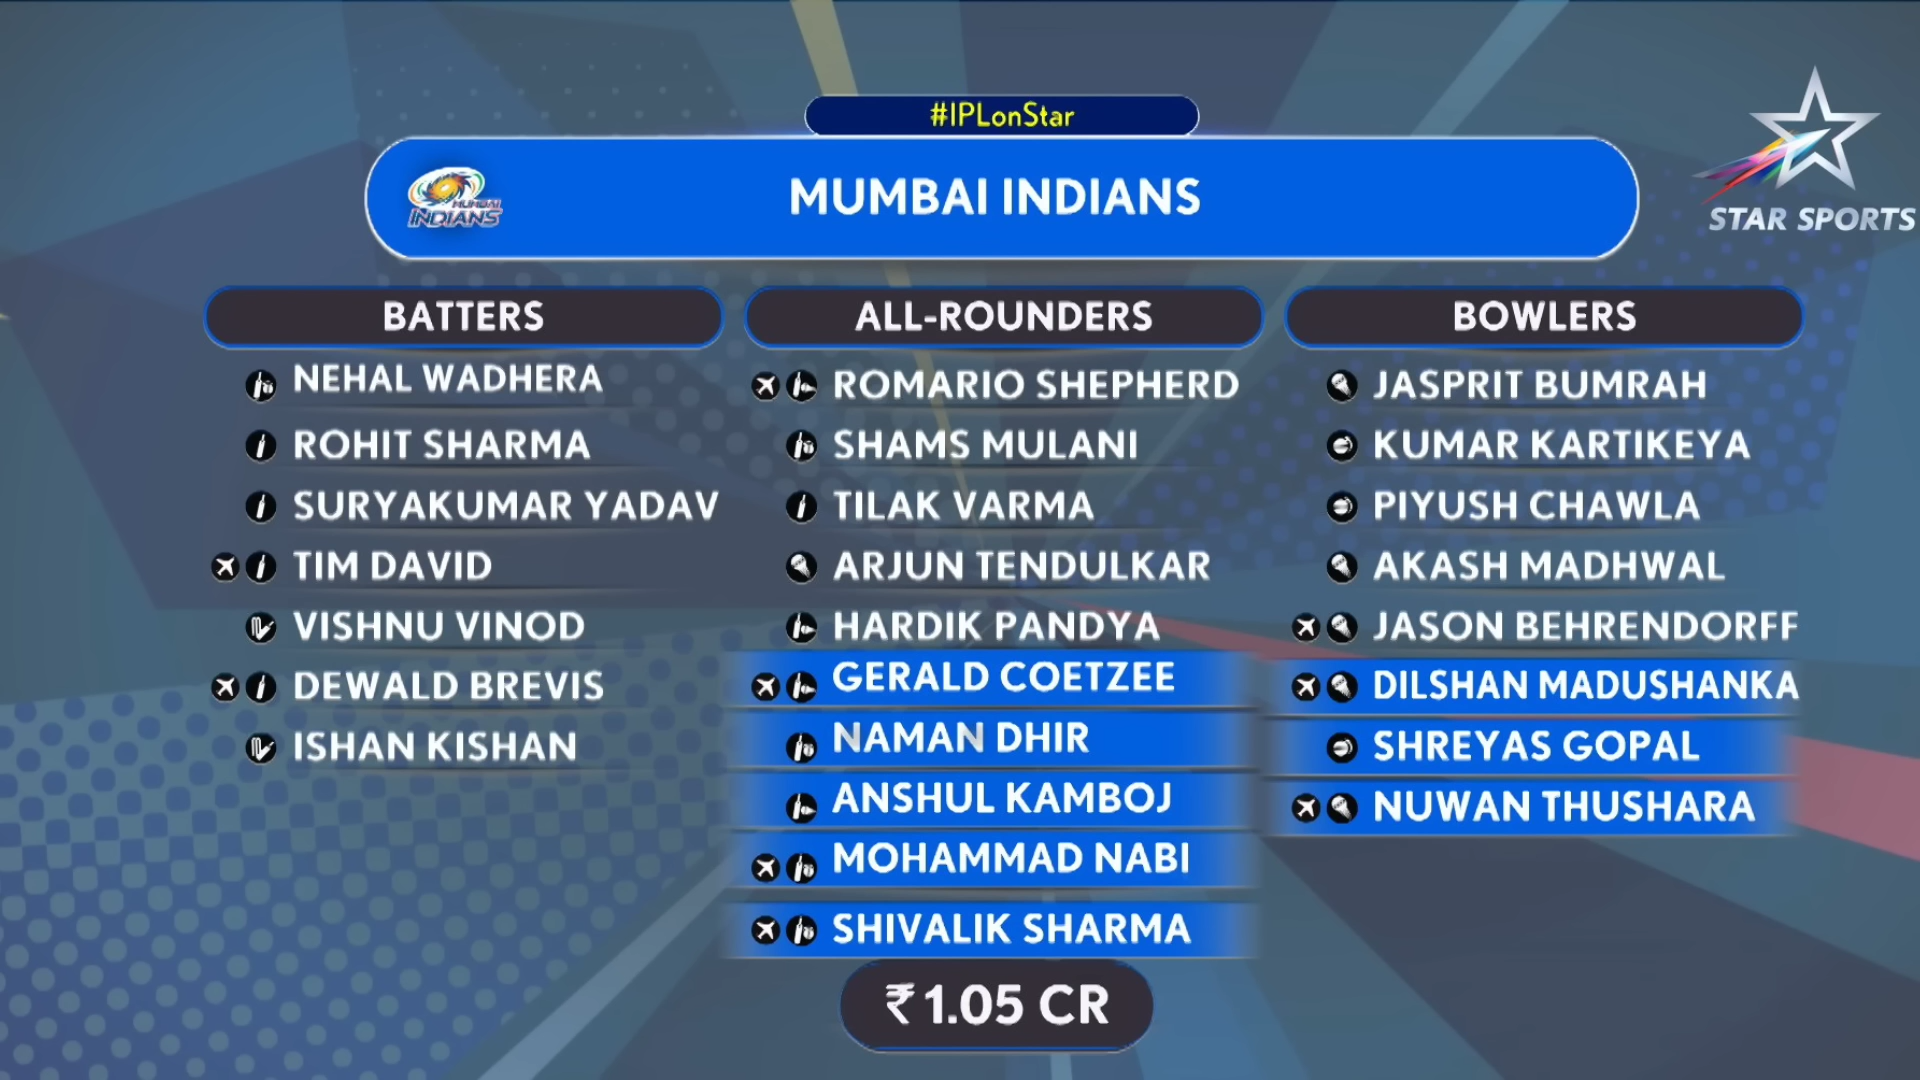 #IPLonStar
MUMBAI INDIANS
MUMBAI
INDIANS
STAR SPORTS
BATTERS
NEHAL WADHERA
ROHIT SHARMA
SURYAKUMAR YADAV
TIM DAVID
VISHNU VINOD
DEWALD BREVIS
ISHAN KISHAN
ALL-ROUNDERS
ROMARIO SHEPHERD
SHAMS MULANI
TILAK VARMA
ARJUN TENDULKAR
HARDIK PANDYA
GERALD COETZEE
NAMAN DHIR
ANSHUL KAMBOJ
MOHAMMAD NABI
SHIVALIK SHARMA
BOWLERS
JASPRIT BUMRAH
KUMAR KARTIKEYA
PIYUSH CHAWLA
AKASH MADHWAL
JASON BEHRENDORFF
DILSHAN MADUSHANKA
SHREYAS GOPAL
NUWAN THUSHARA
₹1.05 CR